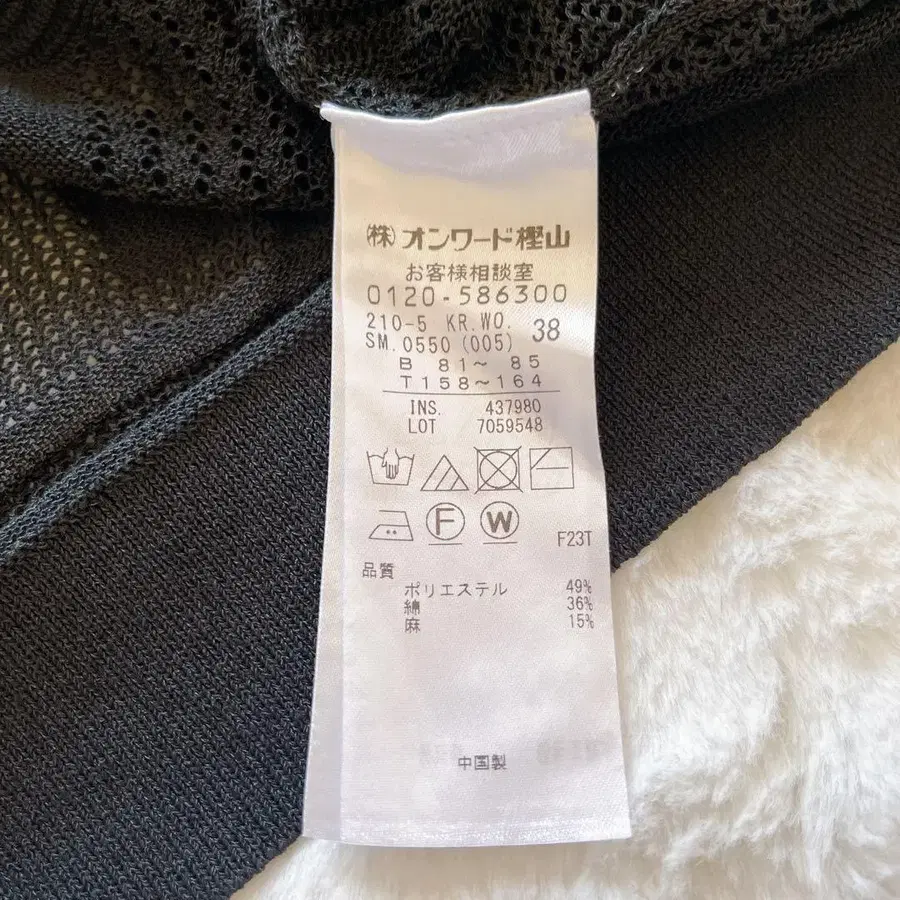 (株)オンワード樫山
お客様相談室
0120-586300
210-5 KR.WO. 38
SM.0550(005)
B 81~ 85
T158~164
INS. 437980
LOT 7059548
F W
F23T
品質
ポリエステル 49%
綿 36%
麻 15%
中国製